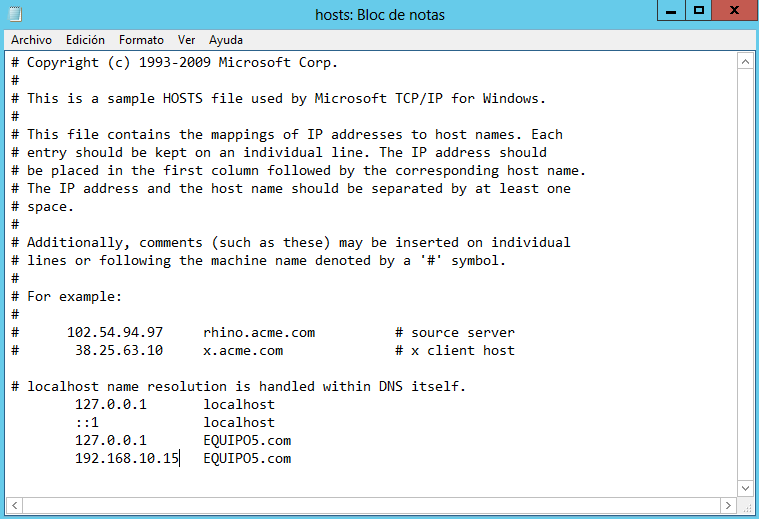 hosts: Bloc de notas
Archivo Edición Formato Ver Ayuda
# Copyright (c) 1993-2009 Microsoft Corp.
#
# This is a sample HOSTS file used by Microsoft TCP/IP for Windows.
#
# This file contains the mappings of IP addresses to host names. Each
# entry should be kept on an individual line. The IP address should
# be placed in the first column followed by the corresponding host name.
# The IP address and the host name should be separated by at least one
# space.
#
# Additionally, comments (such as these) may be inserted on individual
# lines or following the machine name denoted by a '#' symbol.
#
# For example:
#
#      102.54.94.97     rhino.acme.com          # source server
#       38.25.63.10     x.acme.com              # x client host
# localhost name resolution is handled within DNS itself.
        127.0.0.1       localhost
        ::1             localhost
        127.0.0.1       EQUIPO5.com
        192.168.10.15   EQUIPO5.com